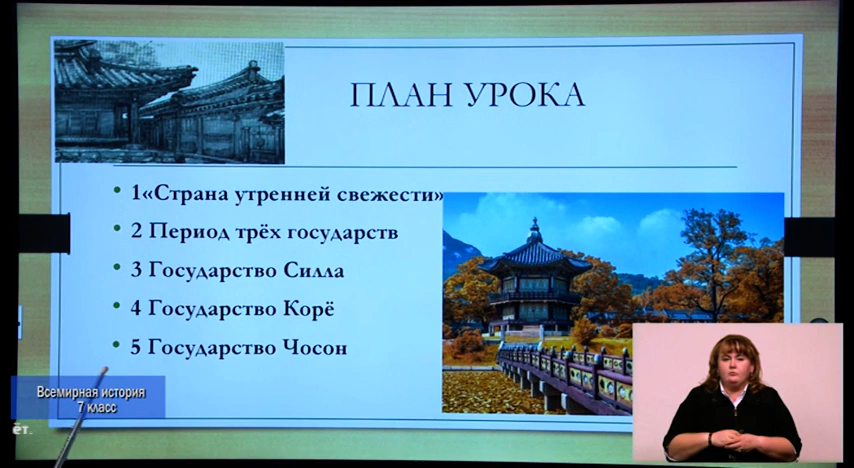 ПЛАН УРОКА
• 1«Страна утренней свежести»
• 2 Период трёх государств
• 3 Государство Силла
• 4 Государство Корё
• 5 Государство Чосон
Всемирная история
7 класс
ёт.